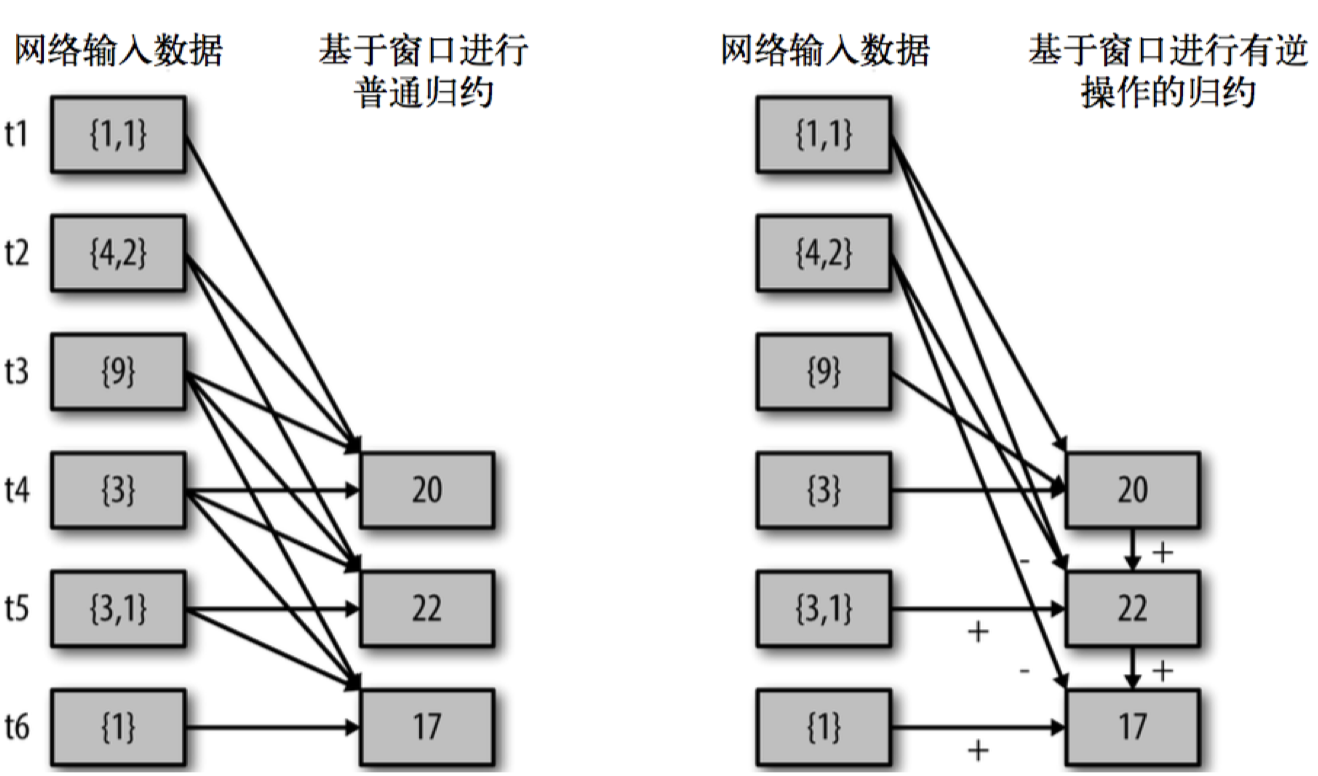 网络输入数据
基于窗口进行
普通归约
t1
{1,1}
t2
{4,2}
t3
{9}
t4
{3}
20
t5
{3,1}
22
t6
{1}
17
网络输入数据
基于窗口进行有逆
操作的归约
{1,1}
{4,2}
{9}
{3}
20
+
-
{3,1}
22
+
+
-
{1}
17
+